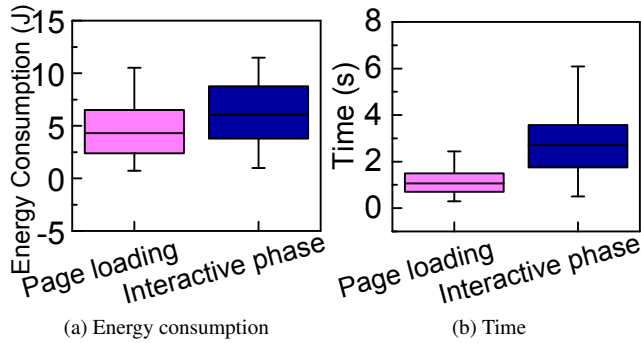 Energy Consumption (J)
15
10
5
0
-5
Page loading
Interactive phase
(a) Energy consumption
Time (s)
8
6
4
2
0
Page loading
Interactive phase
(b) Time